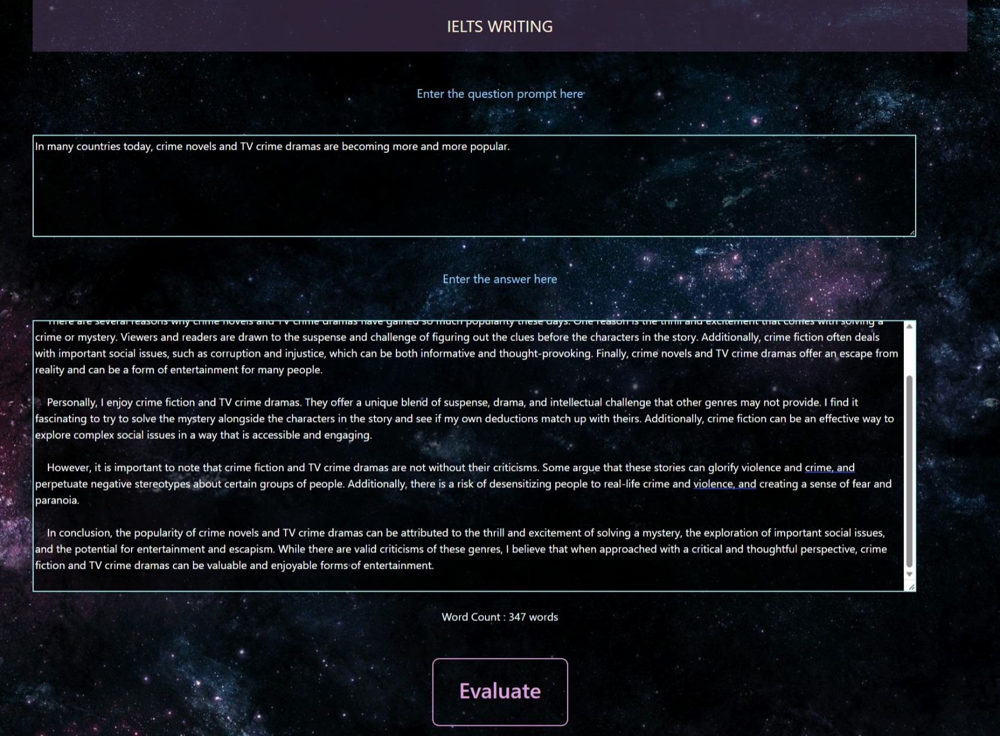 IELTS WRITING
Enter the question prompt here
In many countries today, crime novels and TV crime dramas are becoming more and more popular.
Enter the answer here
There are several reasons why crime novels and TV crime dramas have gained so much popularity these days. One reason is the thrill and excitement that comes with solving a
crime or mystery. Viewers and readers are drawn to the suspense and challenge of figuring out the clues before the characters in the story. Additionally, crime fiction often deals
with important social issues, such as corruption and injustice, which can be both informative and thought-provoking. Finally, crime novels and TV crime dramas offer an escape from
reality and can be a form of entertainment for many people.
Personally, I enjoy crime fiction and TV crime dramas. They offer a unique blend of suspense, drama, and intellectual challenge that other genres may not provide. I find it
fascinating to try to solve the mystery alongside the characters in the story and see if my own deductions match up with theirs. Additionally, crime fiction can be an effective way to
explore complex social issues in a way that is accessible and engaging.
However, it is important to note that crime fiction and TV crime dramas are not without their criticisms. Some argue that these stories can glorify violence and crime, and
perpetuate negative stereotypes about certain groups of people. Additionally, there is a risk of desensitizing people to real-life crime and violence, and creating a sense of fear and
paranoia.
In conclusion, the popularity of crime novels and TV crime dramas can be attributed to the thrill and excitement of solving a mystery, the exploration of important social issues,
and the potential for entertainment and escapism. While there are valid criticisms of these genres, I believe that when approached with a critical and thoughtful perspective, crime
fiction and TV crime dramas can be valuable and enjoyable forms of entertainment.
Word Count : 347 words
Evaluate